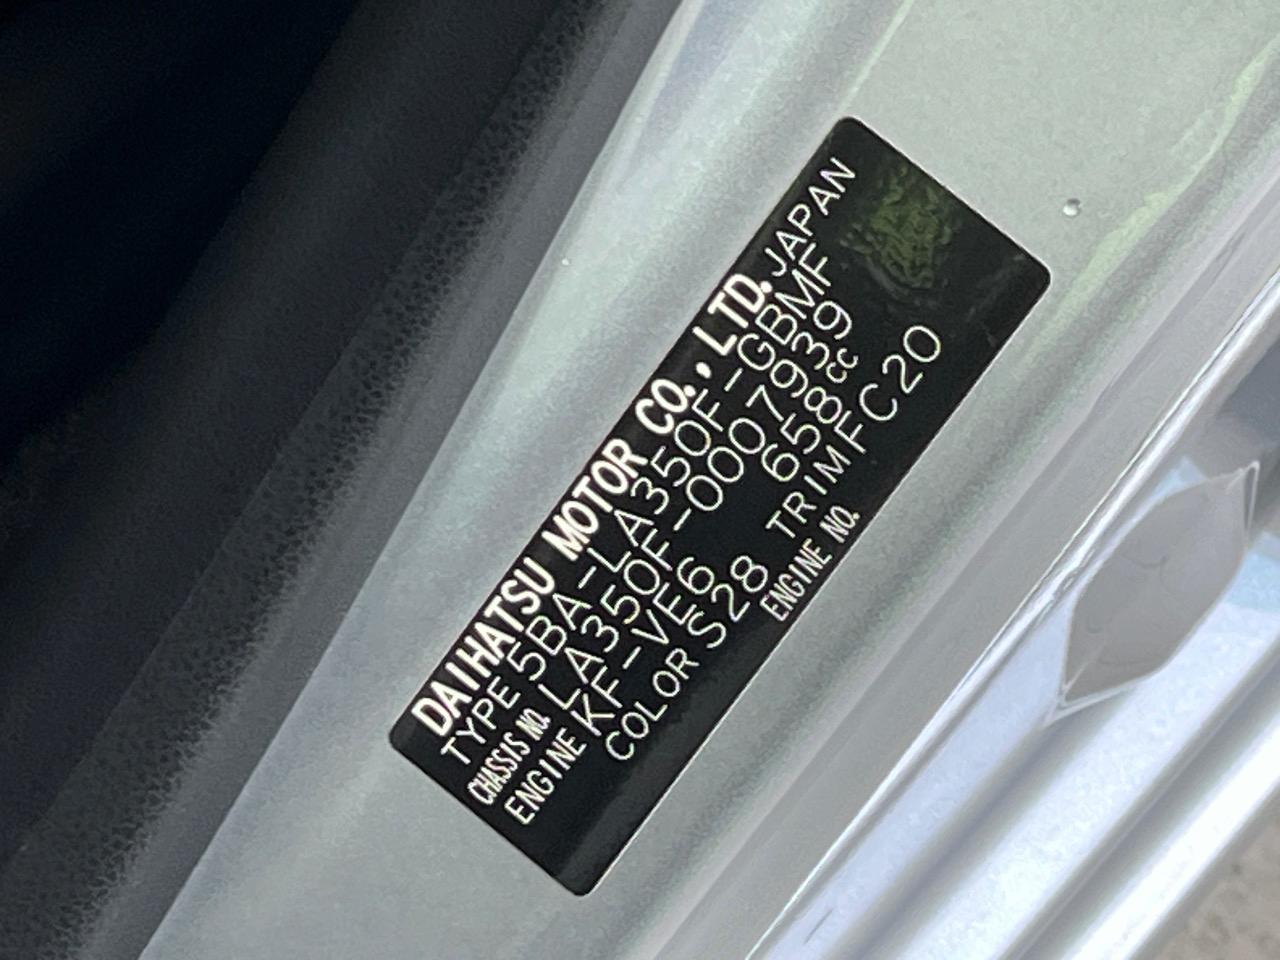 DAIHATSU MOTOR CO., LTD. JAPAN
TYPE 5BA-LA350F-GBMF
CHASSIS NO. LA350F-0007939
ENGINE KF-VE6 658cc
COLOR S28 TRIM FC20
ENGINE NO.